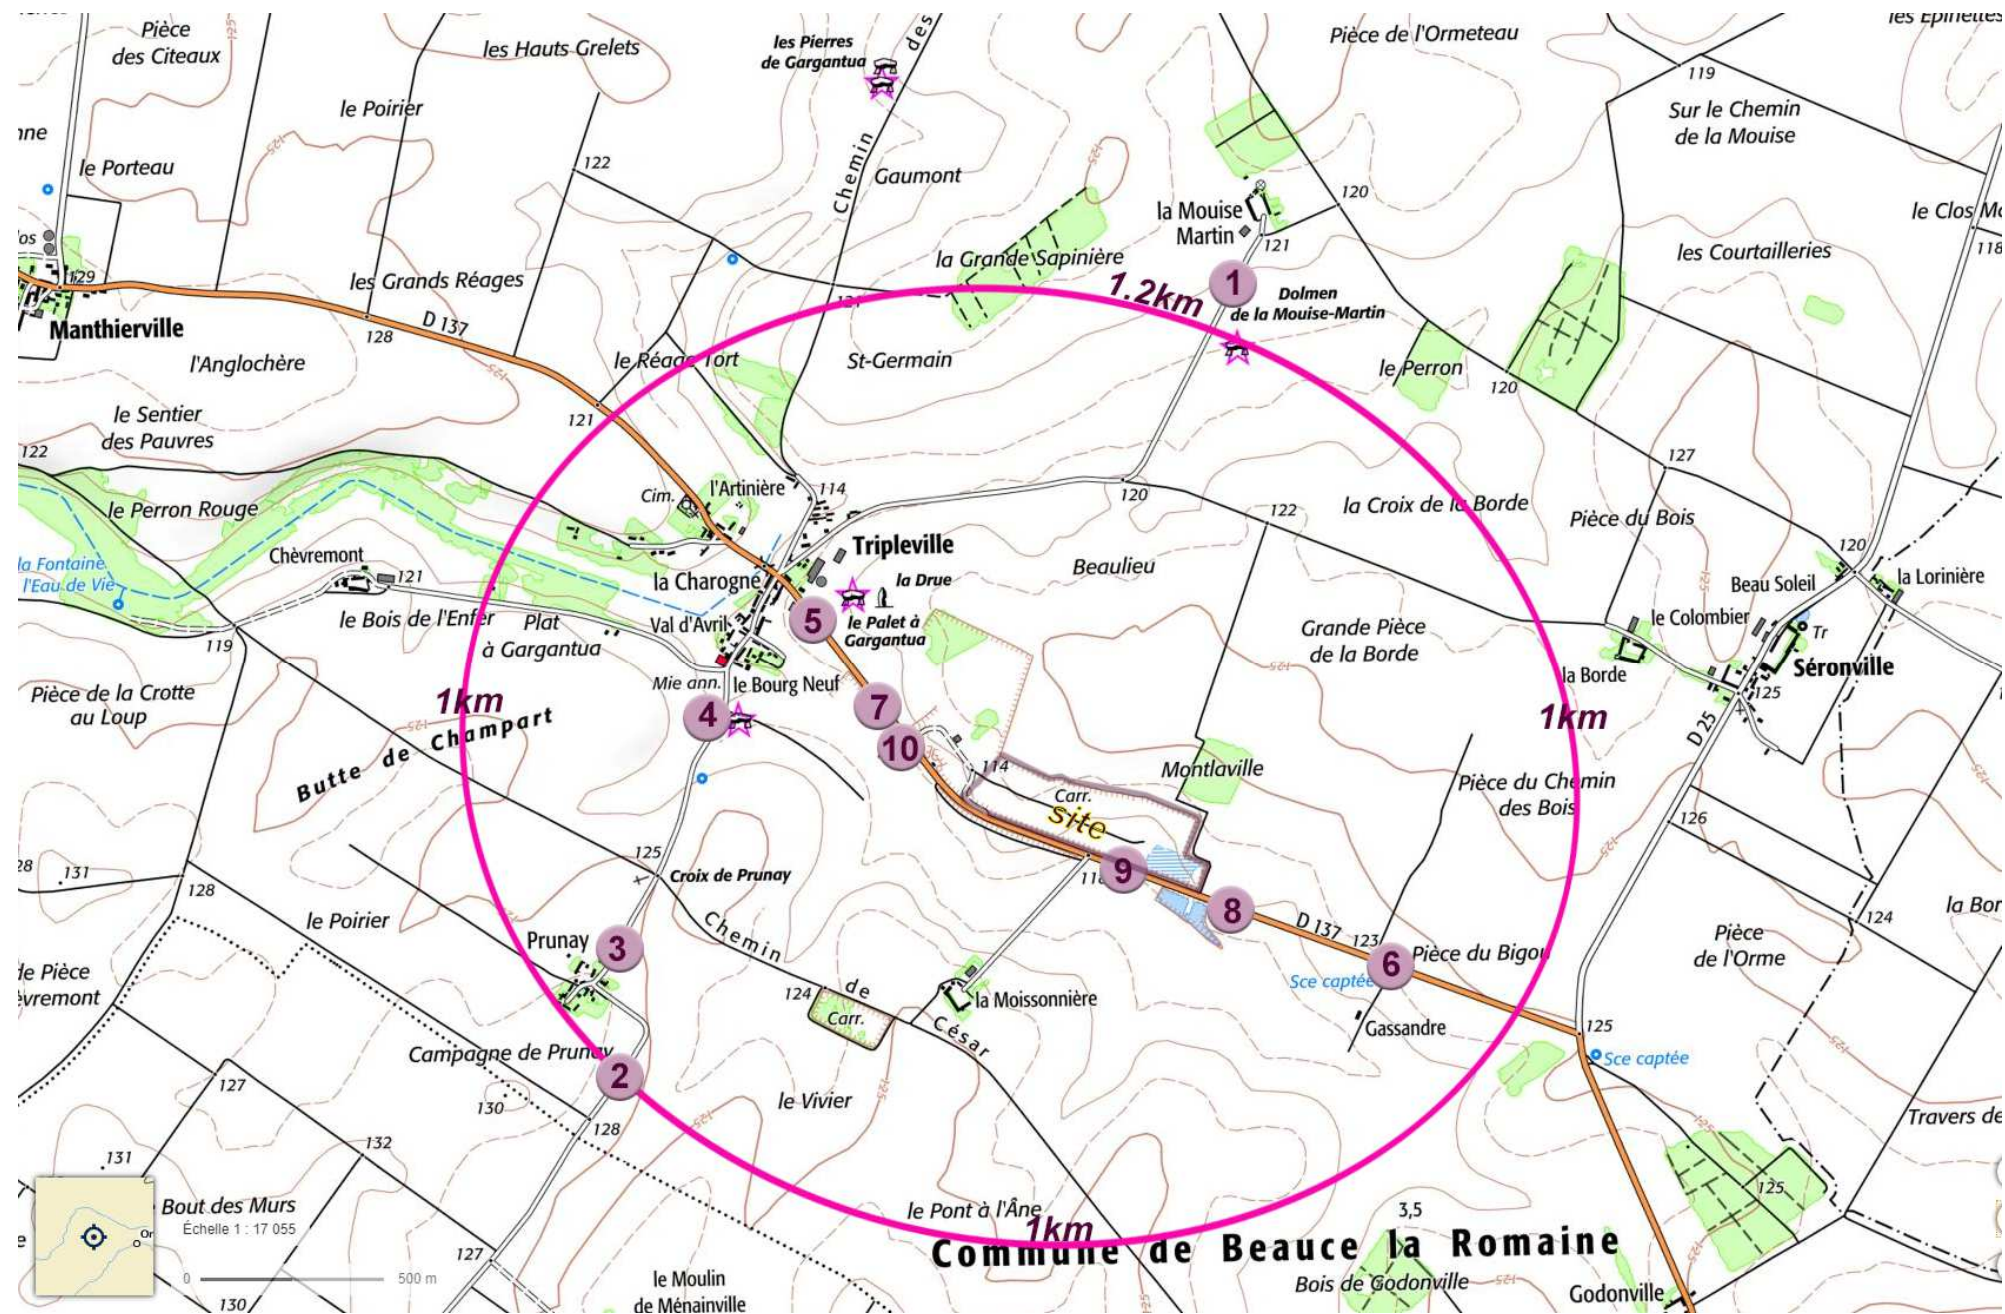 Pièce
des Citeaux
les Hauts Grelets
les Pierres
de Gargantua
Chemin des
Pièce de l'Ormeteau
les Epinettes
119
Sur le Chemin
de la Mouise
le Poirier
le Porteau
122
Gaumont
125
la Mouise
Martin
120
121
le Clos
118
les Courtailleries
la Grande Sapinière
1.2km
1
Dolmen
de la Mouise-Martin
129
les Grands Réages
D 137
128
Manthierville
l'Anglochère
125
le Réage Tort
St-Germain
le Perron
120
121
le Sentier
des Pauvres
122
127
le Perron Rouge
Cim.
l'Artinière
114
120
122
la Croix de la Borde
Pièce du Bois
120
la Fontaine
l'Eau de Vie
Chèvremont
121
Tripleville
la Charogne
la Drue
Beaulieu
Beau Soleil
la Lorinière
le Bois de l'Enfer
Plat
à Gargantua
Val d'Avril
5
le Palet à
Gargantua
Grande Pièce
de la Borde
le Colombier
Tr
119
la Borde
Séronville
125
Pièce de la Crotte
au Loup
1km
Mie ann.
le Bourg Neuf
4
7
10
1km
D 25
Butte de Champart
125
114
Montlaville
Carr.
site
Pièce du Chemin
des Bois
126
131
128
125
Croix de Prunay
9
8
D 137
123
6
Pièce du Bigou
Sce captée
124
le Poirier
Prunay
3
Chemin de César
Pièce
de l'Orme
124
Carr.
la Moissonnière
Gassandre
125
Sce captée
Campagne de Prunay
2
127
130
128
le Vivier
125
132
131
Bout des Murs
Échelle 1 : 17 055
0
500 m
127
130
le Moulin
de Ménainville
le Pont à l'Âne
1km
3,5
Commune de Beauce la Romaine
Bois de Godonville
Godonville
125
Travers de